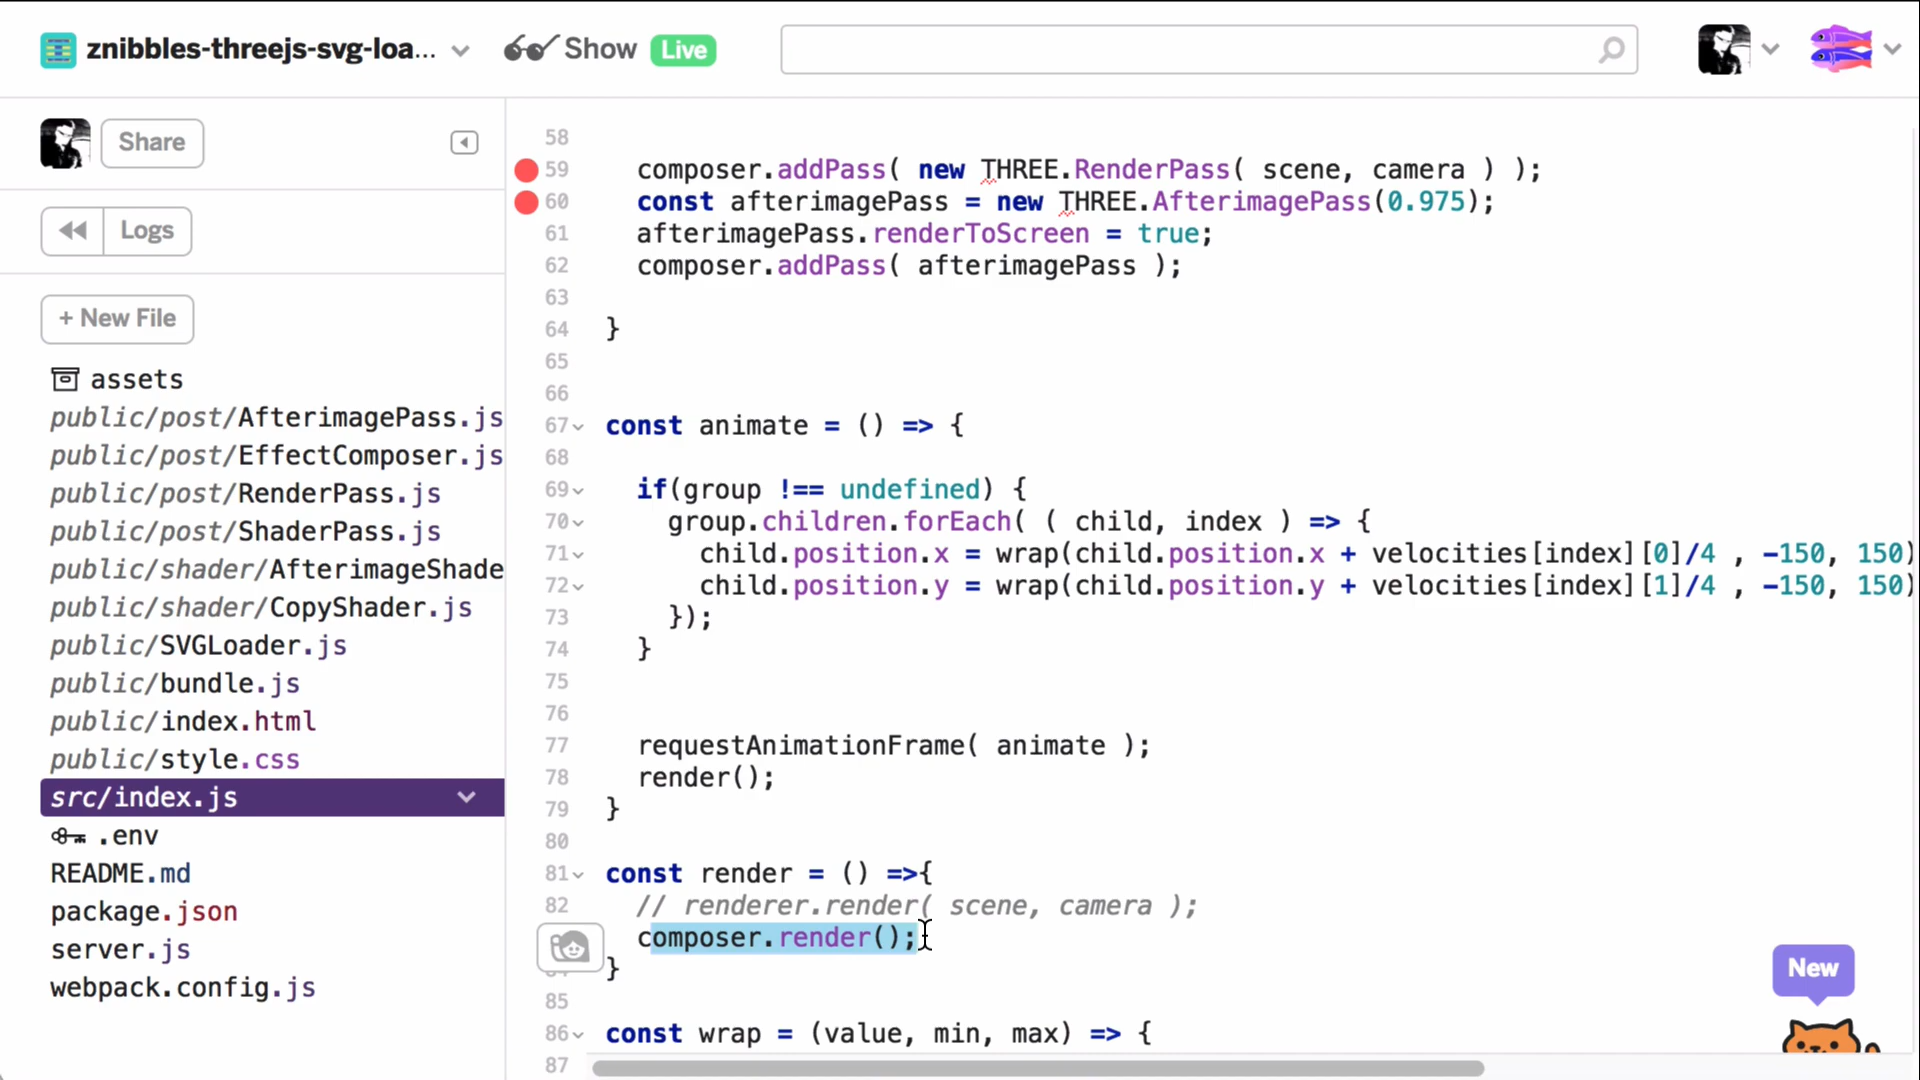 znibbles-threejs-svg-loa...
Show
Live
Share
Logs
+ New File
assets
public/post/AfterimagePass.js
public/post/EffectComposer.js
public/post/RenderPass.js
public/post/ShaderPass.js
public/shader/AfterimageShade
public/shader/CopyShader.js
public/SVGLoader.js
public/bundle.js
public/index.html
public/style.css
src/index.js
.env
README.md
package.json
server.js
webpack.config.js
58
59 composer.addPass( new THREE.RenderPass( scene, camera ) );
60 const afterimagePass = new THREE.AfterimagePass(0.975);
61 afterimagePass.renderToScreen = true;
62 composer.addPass( afterimagePass );
63
64 }
65
66
67 const animate = () => {
68
69 if(group !== undefined) {
70 group.children.forEach( ( child, index ) => {
71 child.position.x = wrap(child.position.x + velocities[index][0]/4 , -150, 150)
72 child.position.y = wrap(child.position.y + velocities[index][1]/4 , -150, 150)
73 });
74 }
75
76
77 requestAnimationFrame( animate );
78 render();
79 }
80
81 const render = () =>{
82 // renderer.render( scene, camera );
composer.render();
}
85
86 const wrap = (value, min, max) => {
87
New